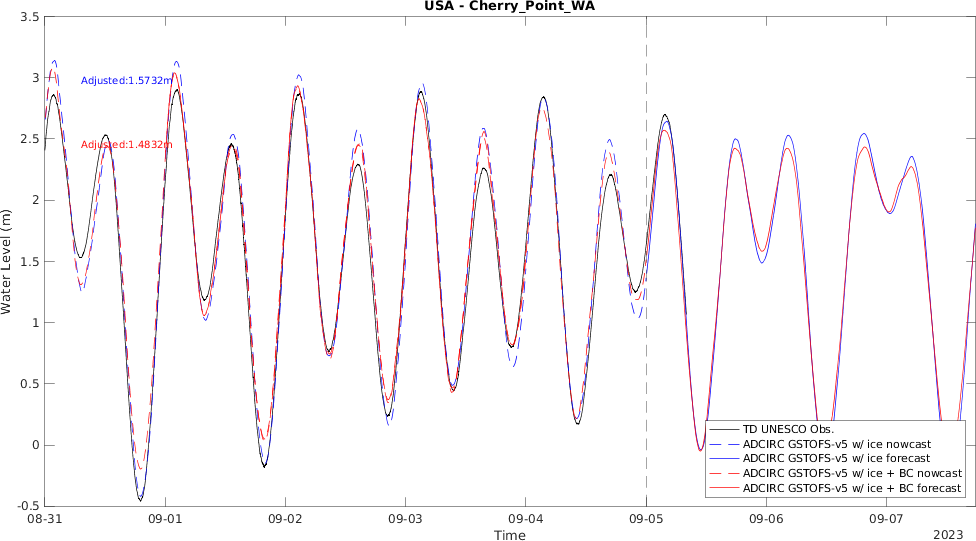 USA - Cherry_Point_WA
3.5
3
2.5
2
1.5
1
0.5
0
-0.5
Water Level (m)
Adjusted:1.5732m
Adjusted:1.4832m
TD UNESCO Obs.
ADCIRC GSTOFS-v5 w/ ice nowcast
ADCIRC GSTOFS-v5 w/ ice forecast
ADCIRC GSTOFS-v5 w/ ice + BC nowcast
ADCIRC GSTOFS-v5 w/ ice + BC forecast
08-31 09-01 09-02 09-03 09-04 09-05 09-06 09-07
Time
2023